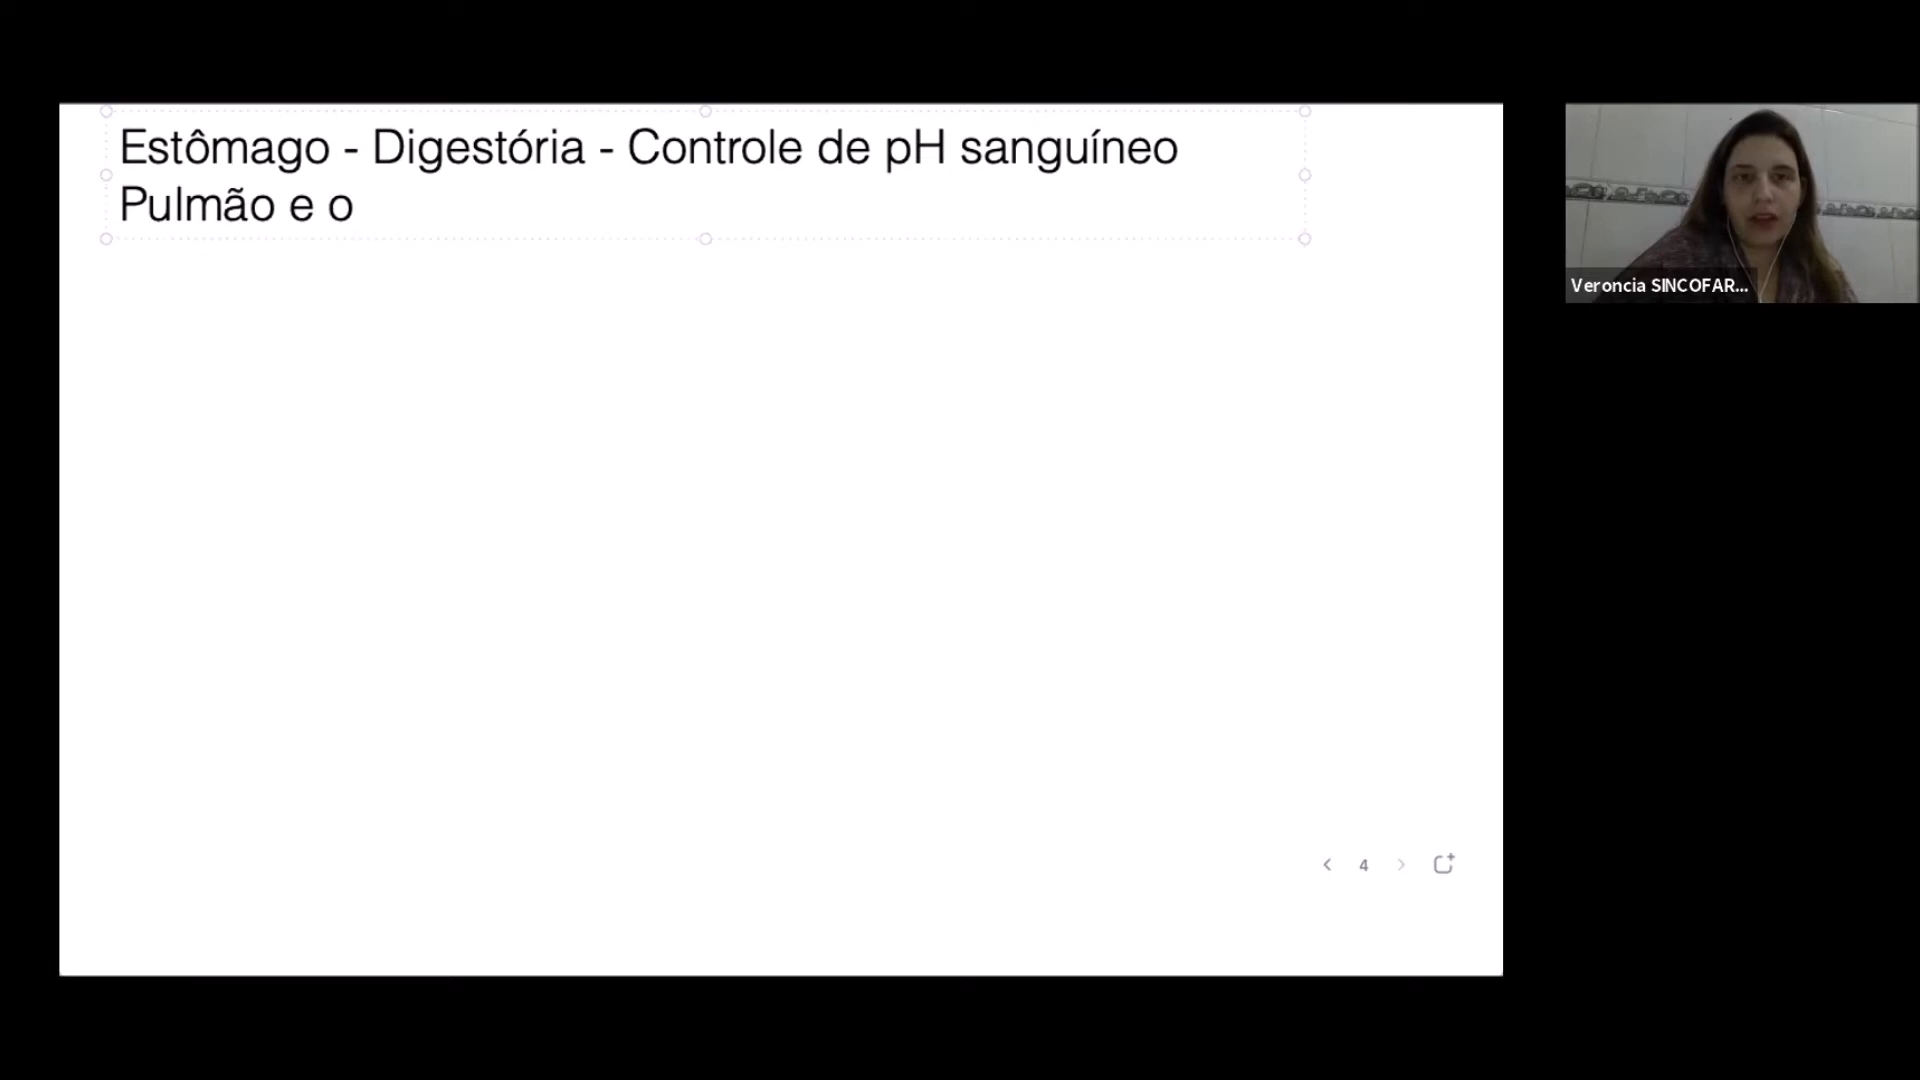 Estômago - Digestória - Controle de pH sanguíneo
Pulmão e o
Veroncia SINCOFAR...
4